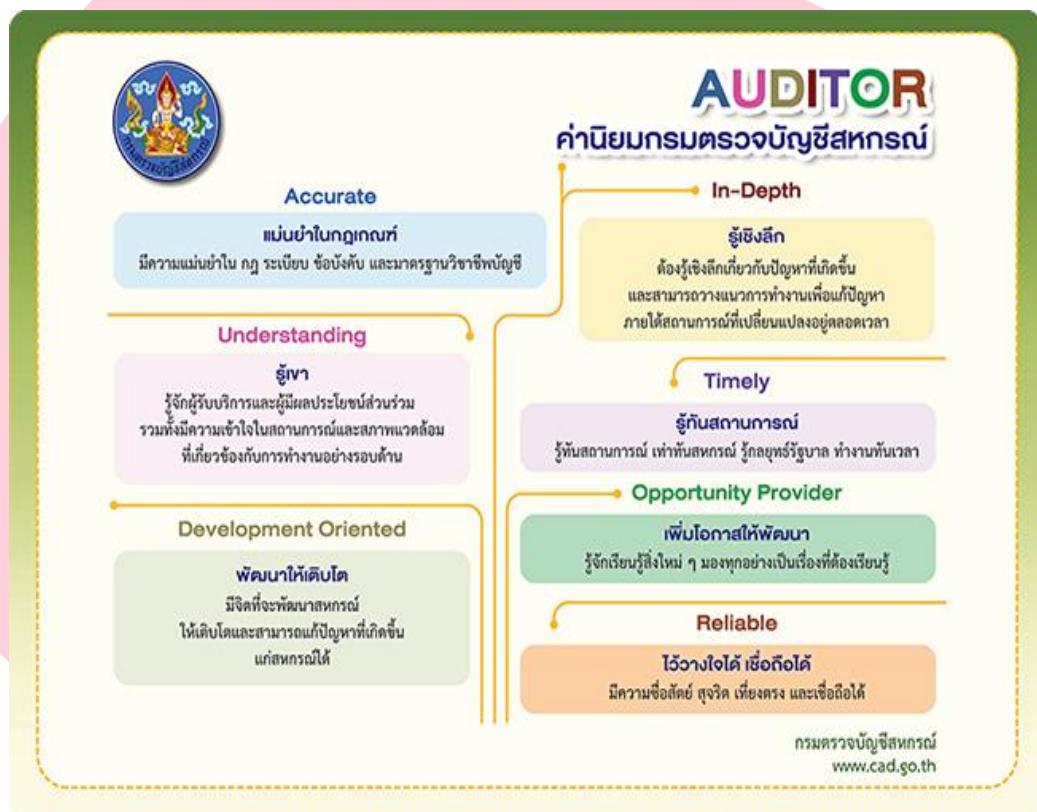 AUDITOR
ค่านิยมกรมตรวจบัญชีสหกรณ์
กรมตรวจบัญชีสหกรณ์
Accurate
แม่นยำในกฎเกณฑ์
มีความแม่นยำใน กฎ ระเบียบ ข้อบังคับ และมาตรฐานวิชาชีพบัญชี
Understanding
รู้เขา
รู้จักผู้รับบริการและผู้มีผลประโยชน์ส่วนร่วม
รวมทั้งมีความเข้าใจในสถานการณ์และสภาพแวดล้อม
ที่เกี่ยวข้องกับการทำงานอย่างรอบด้าน
Development Oriented
พัฒนาให้เติบโต
มีจิตที่จะพัฒนาสหกรณ์
ให้เติบโตและสามารถแก้ปัญหาที่เกิดขึ้น
แก่สหกรณ์ได้
In-Depth
รู้เชิงลึก
ต้องรู้เชิงลึกเกี่ยวกับปัญหาที่เกิดขึ้น
และสามารถวางแนวการทำงานเพื่อแก้ปัญหา
ภายใต้สถานการณ์ที่เปลี่ยนแปลงอยู่ตลอดเวลา
Timely
รู้ทันสถานการณ์
รู้ทันสถานการณ์ เท่าทันสหกรณ์ รู้กลยุทธ์รัฐบาล ทำงานทันเวลา
Opportunity Provider
เพิ่มโอกาสให้พัฒนา
รู้จักเรียนรู้สิ่งใหม่ ๆ มองทุกอย่างเป็นเรื่องที่ต้องเรียนรู้
Reliable
ไว้วางใจได้ เชื่อถือได้
มีความซื่อสัตย์ สุจริต เที่ยงตรง และเชื่อถือได้
กรมตรวจบัญชีสหกรณ์
www.cad.go.th